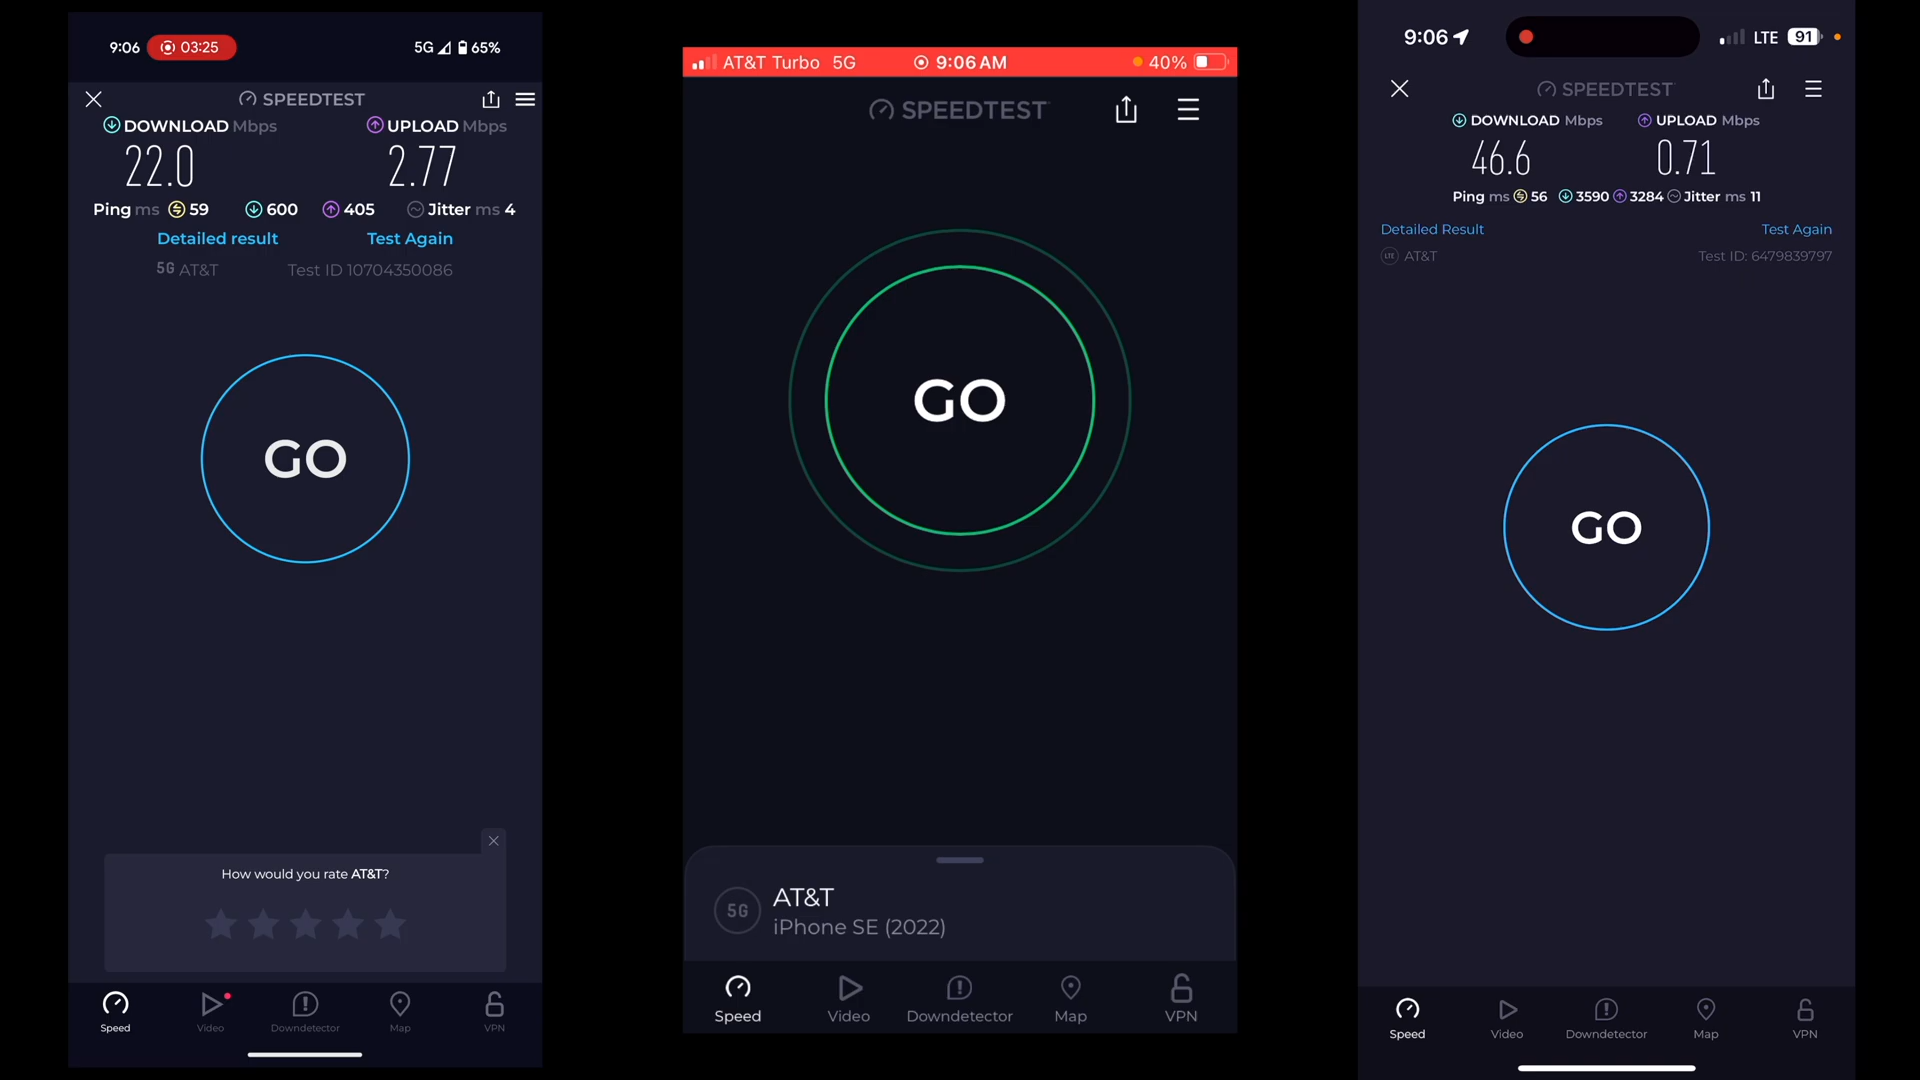 9:06 03:25 5G 65%
SPEEDTEST
DOWNLOAD Mbps UPLOAD Mbps
22.0 2.77
Ping ms 59 600 405 Jitter ms 4
Detailed result Test Again
5G AT&T Test ID 10704350086
GO
How would you rate AT&T?
Speed Video Downdetector Map VPN
AT&T Turbo 5G 9:06 AM 40%
SPEEDTEST
GO
5G AT&T
iPhone SE (2022)
Speed Video Downdetector Map VPN
9:06 LTE 91
SPEEDTEST
DOWNLOAD Mbps UPLOAD Mbps
46.6 0.71
Ping ms 56 3590 3284 Jitter ms 11
Detailed Result Test Again
LTE AT&T Test ID: 6479839797
GO
Speed Video Downdetector Map VPN